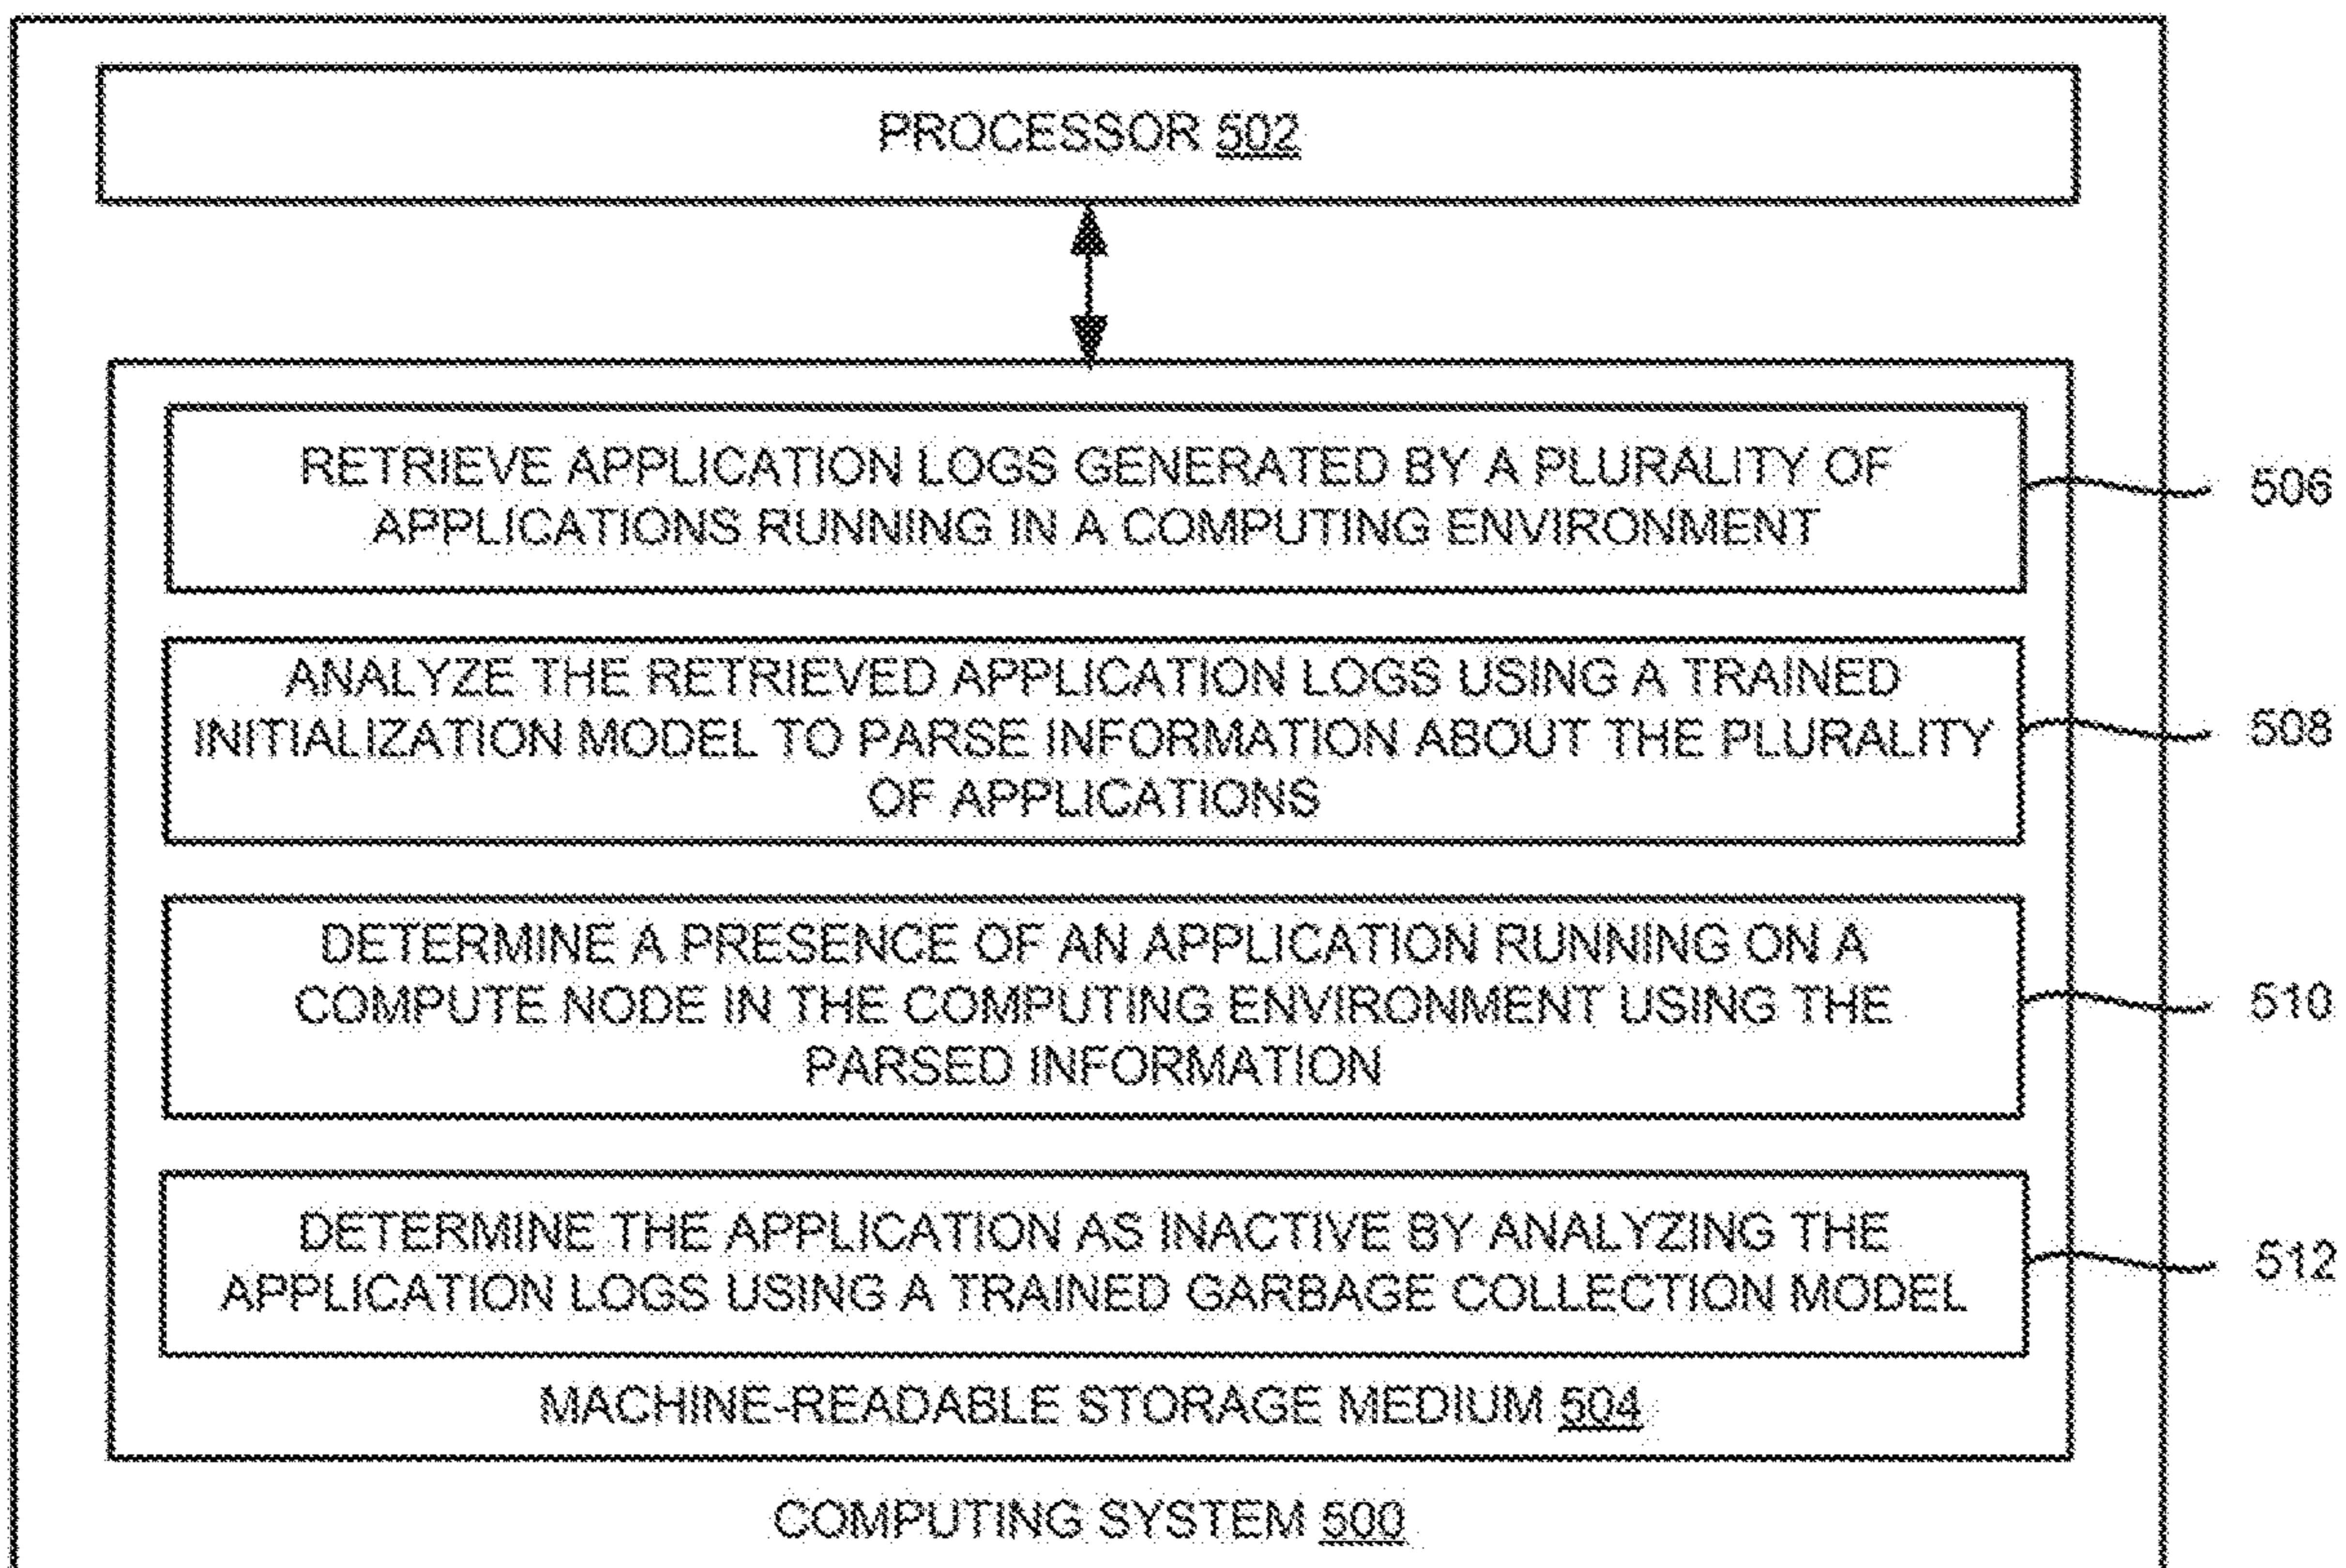 PROCESSOR 502
RETRIEVE APPLICATION LOGS GENERATED BY A PLURALITY OF
APPLICATIONS RUNNING IN A COMPUTING ENVIRONMENT
506
ANALYZE THE RETRIEVED APPLICATION LOGS USING A TRAINED
INITIALIZATION MODEL TO PARSE INFORMATION ABOUT THE PLURALITY
OF APPLICATIONS
508
DETERMINE A PRESENCE OF AN APPLICATION RUNNING ON A
COMPUTE NODE IN THE COMPUTING ENVIRONMENT USING THE
PARSED INFORMATION
510
DETERMINE THE APPLICATION AS INACTIVE BY ANALYZING THE
APPLICATION LOGS USING A TRAINED GARBAGE COLLECTION MODEL
512
MACHINE-READABLE STORAGE MEDIUM 504
COMPUTING SYSTEM 500